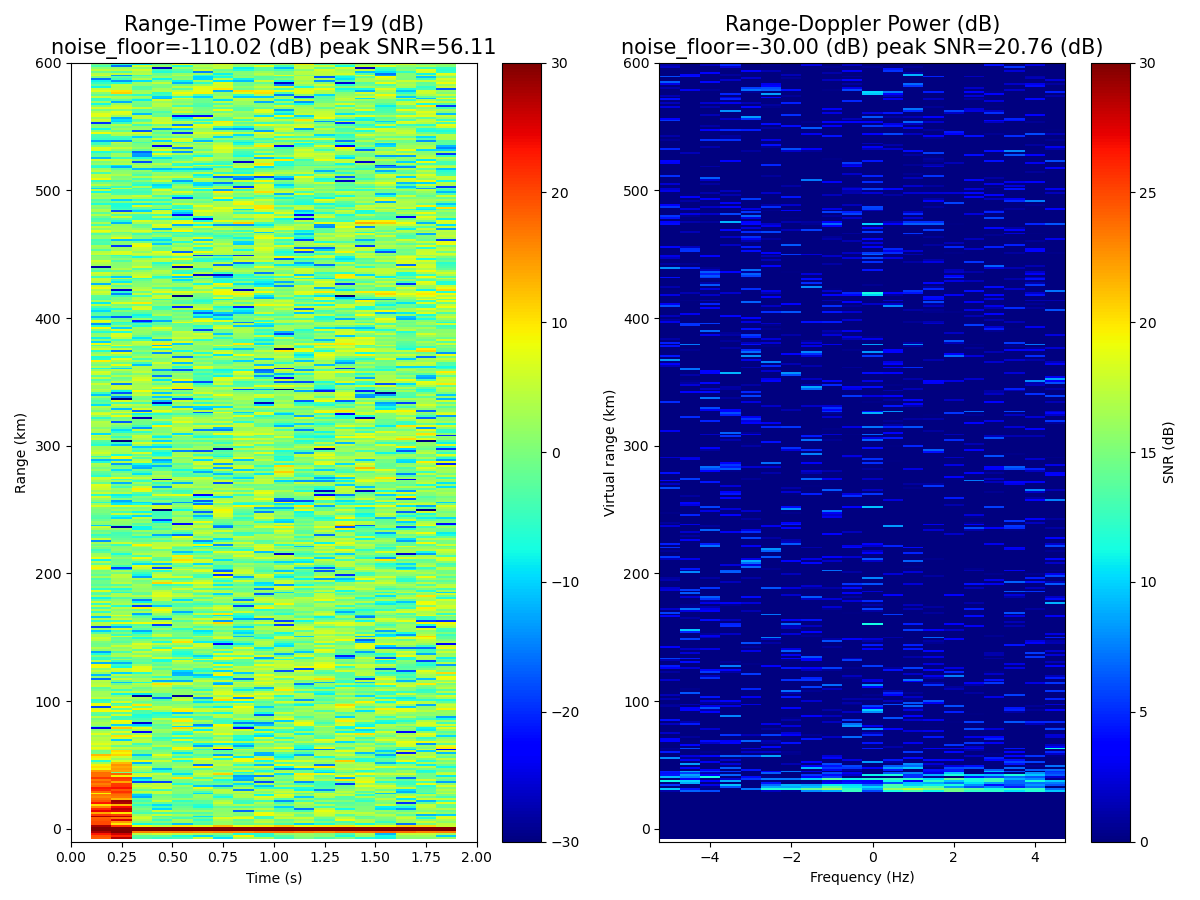 Range-Time Power f=19 (dB)
noise_floor=-110.02 (dB) peak SNR=56.11
Range (km)
600
500
400
300
200
100
0
0.00 0.25 0.50 0.75 1.00 1.25 1.50 1.75 2.00
Time (s)
30
20
10
0
−10
−20
−30
Range-Doppler Power (dB)
noise_floor=-30.00 (dB) peak SNR=20.76 (dB)
Virtual range (km)
600
500
400
300
200
100
0
−4 −2 0 2 4
Frequency (Hz)
30
25
20
15
10
5
0
SNR (dB)